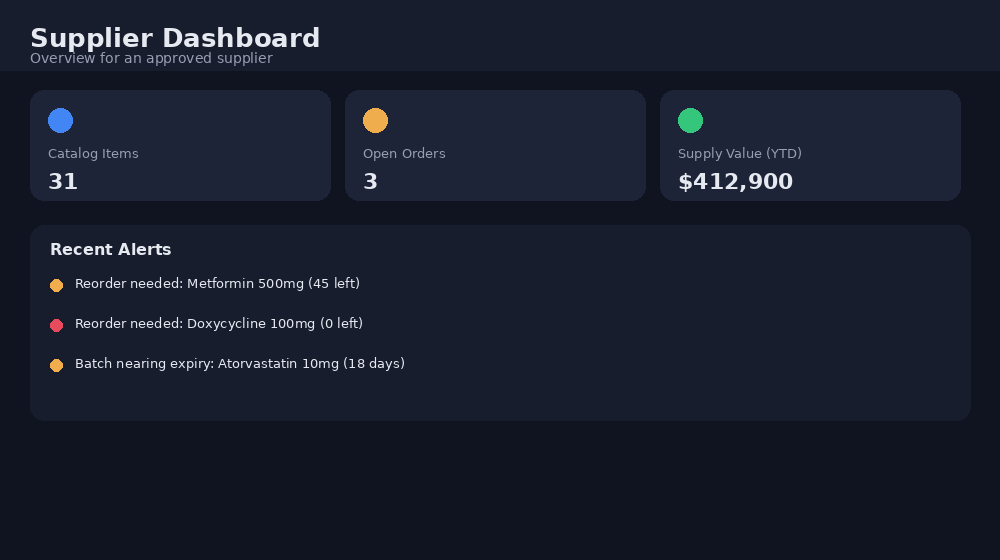 Supplier Dashboard
Overview for an approved supplier
Catalog Items
31
Open Orders
3
Supply Value (YTD)
$412,900
Recent Alerts
Reorder needed: Metformin 500mg (45 left)
Reorder needed: Doxycycline 100mg (0 left)
Batch nearing expiry: Atorvastatin 10mg (18 days)